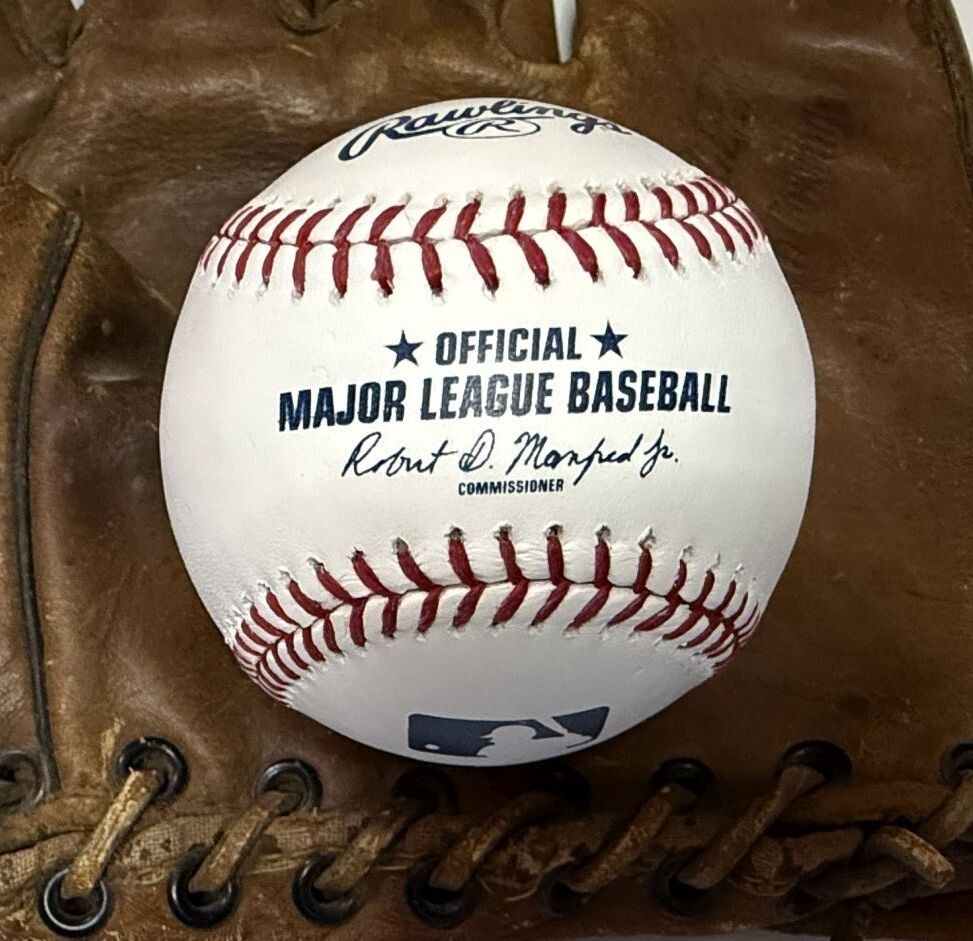 Rawlings
R
★ OFFICIAL ★
MAJOR LEAGUE BASEBALL
Robert D. Manfred Jr.
COMMISSIONER